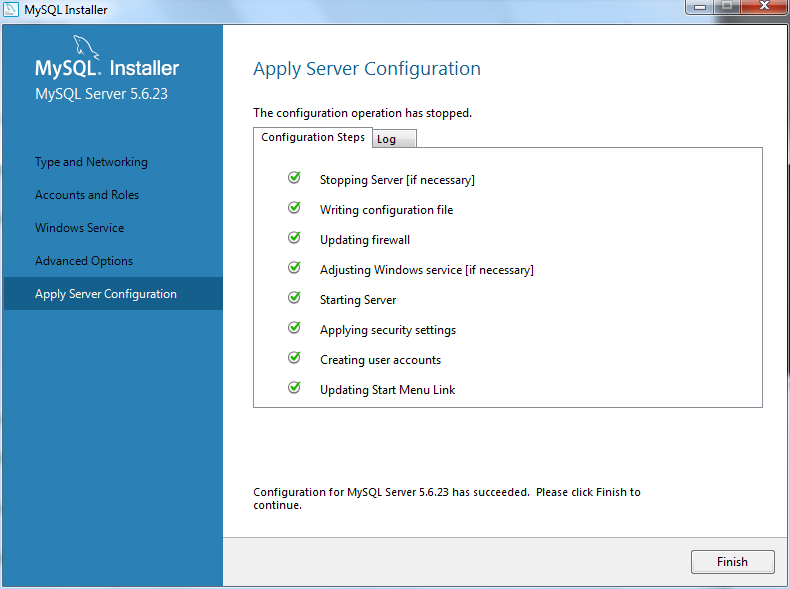 MySQL Installer
MySQL. Installer
MySQL Server 5.6.23
Type and Networking
Accounts and Roles
Windows Service
Advanced Options
Apply Server Configuration
Apply Server Configuration
The configuration operation has stopped.
Configuration Steps Log
Stopping Server [if necessary]
Writing configuration file
Updating firewall
Adjusting Windows service [if necessary]
Starting Server
Applying security settings
Creating user accounts
Updating Start Menu Link
Configuration for MySQL Server 5.6.23 has succeeded.  Please click Finish to
continue.
Finish